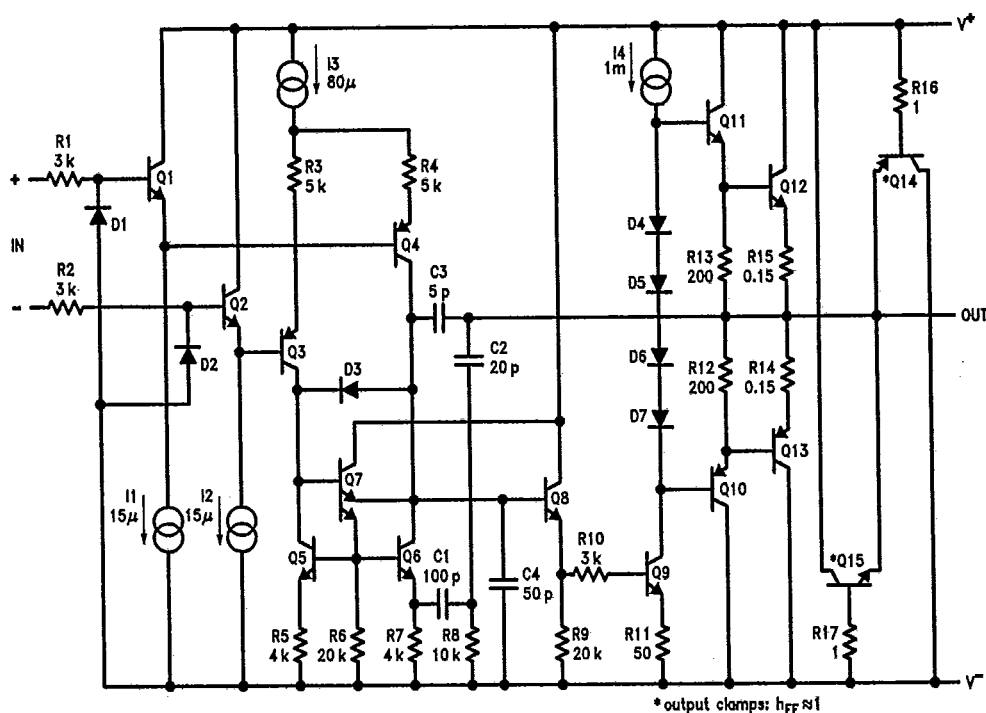 V+
I3
80μ
I4
1m
R16
1
R1
3k
Q1
R3
5k
R4
5k
Q11
*Q14
+
D1
Q12
IN
Q4
D4
R13
200
R15
0.15
R2
3k
C3
5p
D5
-
Q2
OUT
Q3
D2
C2
20p
D6
R12
200
R14
0.15
D3
D7
Q7
Q8
Q13
I1
15μ
I2
15μ
Q10
R10
3k
Q5
Q6
C1
100p
C4
50p
Q9
*Q15
R5
4k
R6
20k
R7
4k
R8
10k
R9
20k
R11
50
R17
1
V-
*output clamps: hFE≈1